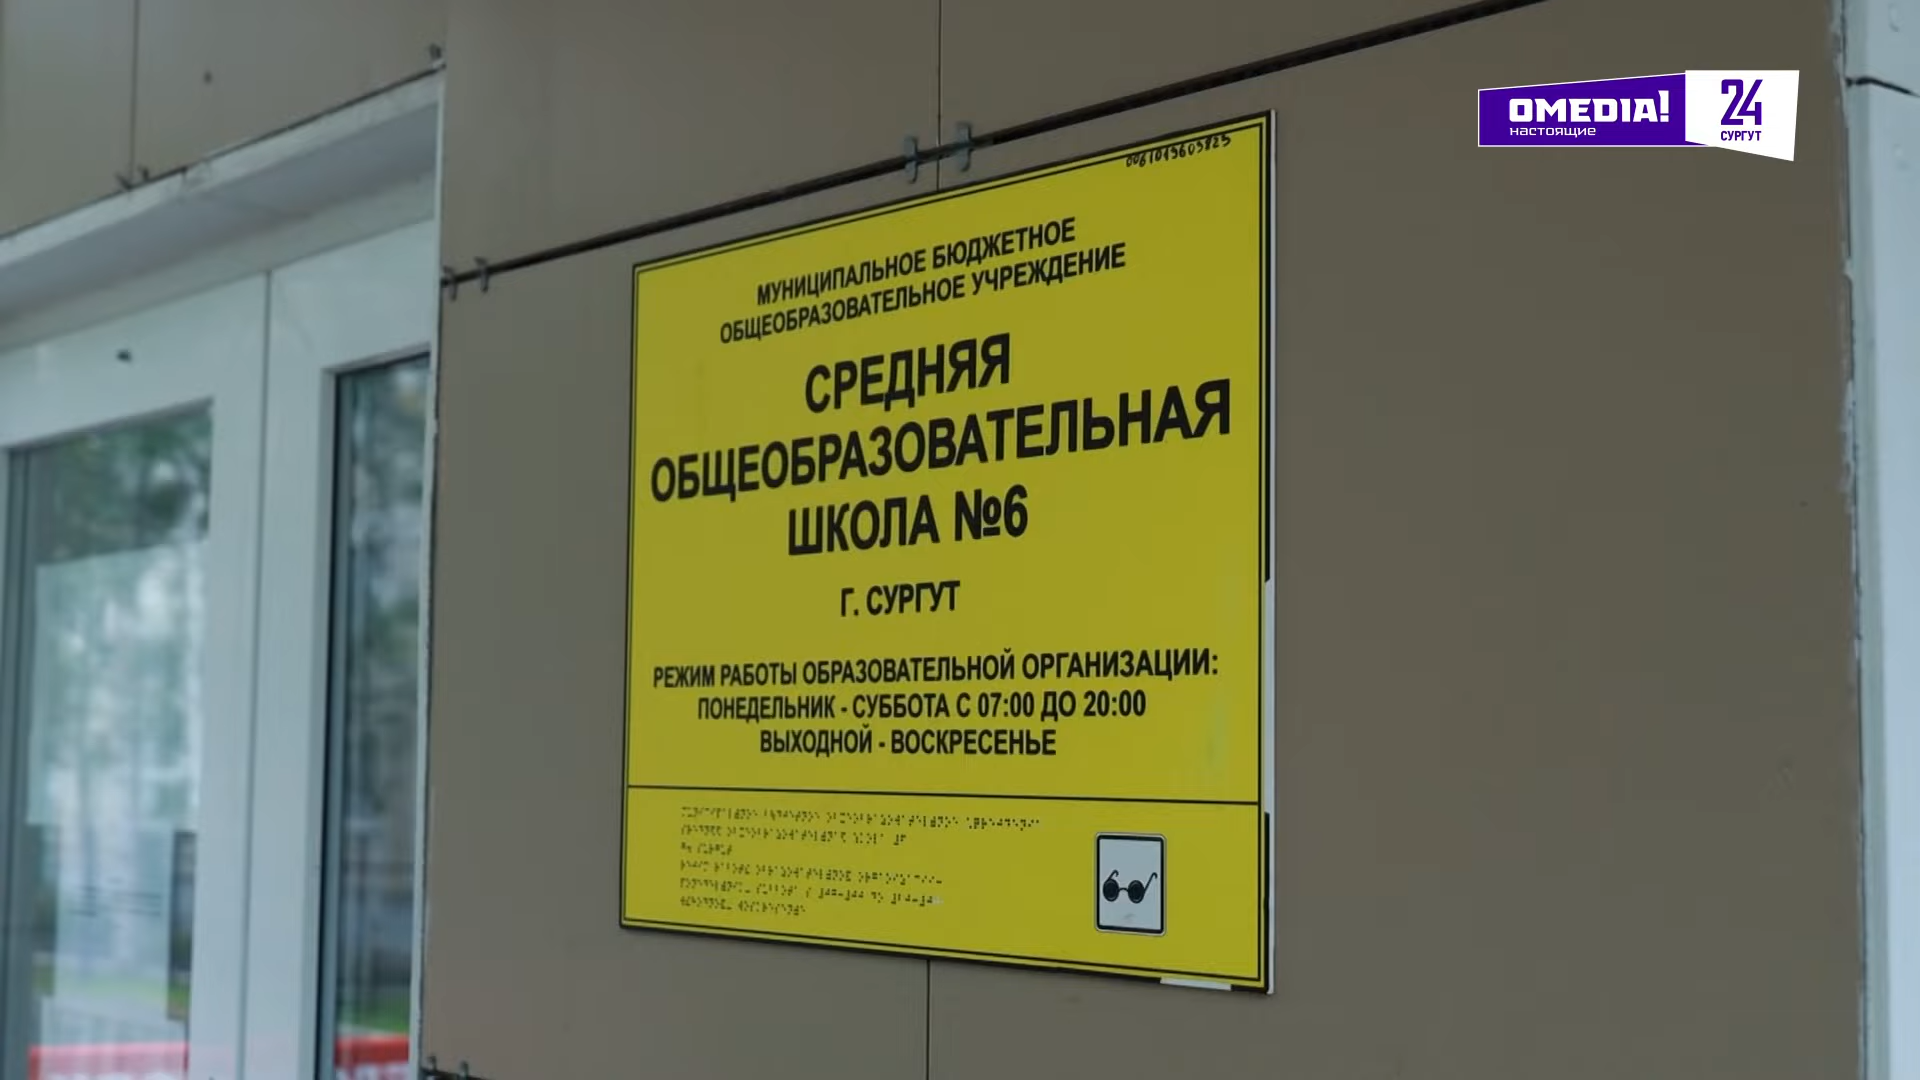 OMEDIA!
настоящие
24
СУРГУТ
МУНИЦИПАЛЬНОЕ БЮДЖЕТНОЕ
ОБЩЕОБРАЗОВАТЕЛЬНОЕ УЧРЕЖДЕНИЕ
СРЕДНЯЯ
ОБЩЕОБРАЗОВАТЕЛЬНАЯ
ШКОЛА №6
Г. СУРГУТ
РЕЖИМ РАБОТЫ ОБРАЗОВАТЕЛЬНОЙ ОРГАНИЗАЦИИ:
ПОНЕДЕЛЬНИК - СУББОТА С 07:00 ДО 20:00
ВЫХОДНОЙ - ВОСКРЕСЕНЬЕ